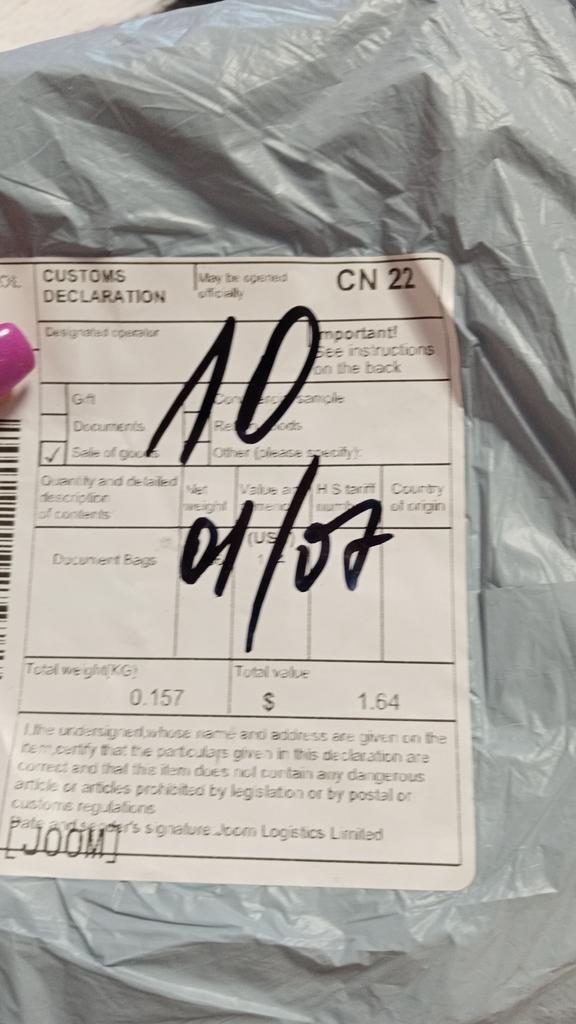 CUSTOMS
DECLARATION
May be opened
officially
CN 22
Designated operator
Important!
See instructions
on the back
Gift
sample
Documents
✓ Sale of goods
Other (please specify):
Quantity and detailed
description
of contents
Net
weight
Value
H S tariff
Country
of origin
10
01/07
(US
Document Bags
Total weight(KG)
0.157
Total value
$ 1.64
I,the undersigned,whose name and address are given on the
item,certify that the particulars given in this declaration are
correct and that this item does not contain any dangerous
article or articles prohibited by legislation or by postal or
customs regulations
Date and sender's signature:Joom Logistics Limited
[JOOM]